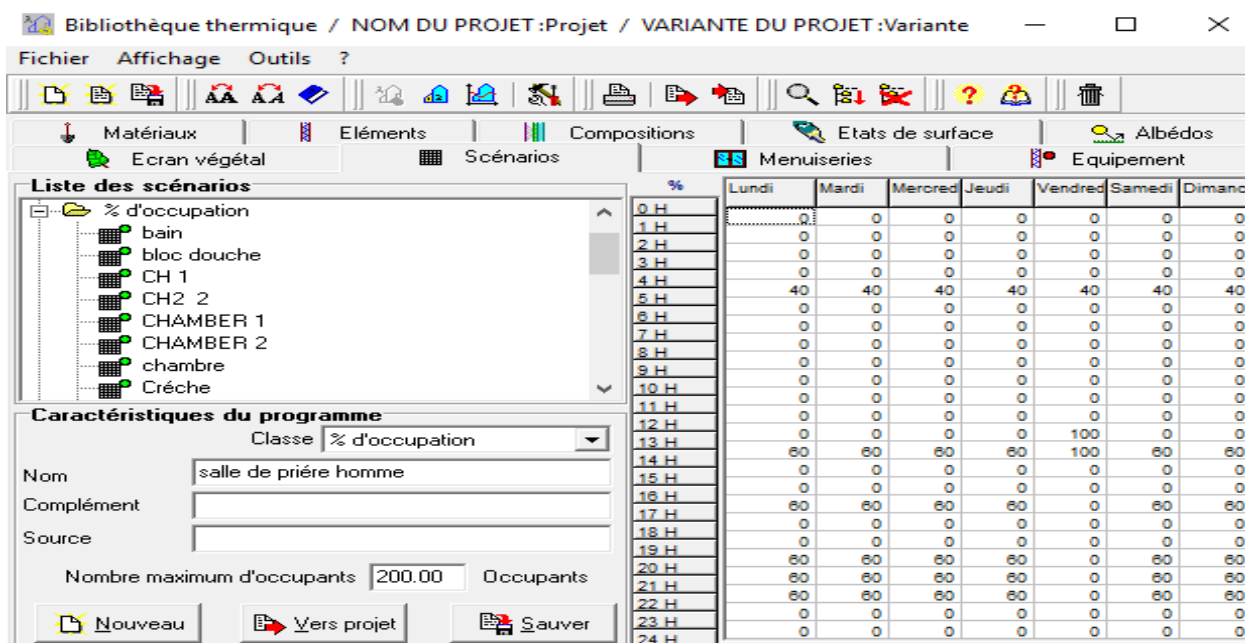 Bibliothèque thermique / NOM DU PROJET :Projet / VARIANTE DU PROJET :Variante
Fichier Affichage Outils ?
Matériaux Eléments Compositions Etats de surface Albédos
Ecran végétal Scénarios Menuiseries Equipement
Liste des scénarios
% d'occupation
bain
bloc douche
CH 1
CH2 2
CHAMBER 1
CHAMBER 2
chambre
Créche
Caractéristiques du programme
Classe % d'occupation
Nom salle de priére homme
Complément
Source
Nombre maximum d'occupants 200.00 Occupants
Nouveau Vers projet Sauver
% Lundi Mardi Mercred Jeudi Vendred Samedi Dimanc
0 H
0 0 0 0 0 0 0
1 H
0 0 0 0 0 0 0
2 H
0 0 0 0 0 0 0
3 H
0 0 0 0 0 0 0
4 H
40 40 40 40 40 40 40
5 H
0 0 0 0 0 0 0
6 H
0 0 0 0 0 0 0
7 H
0 0 0 0 0 0 0
8 H
0 0 0 0 0 0 0
9 H
0 0 0 0 0 0 0
10 H
0 0 0 0 0 0 0
11 H
0 0 0 0 0 0 0
12 H
0 0 0 0 100 0 0
13 H
60 60 60 60 100 60 60
14 H
0 0 0 0 0 0 0
15 H
0 0 0 0 0 0 0
16 H
60 60 60 60 0 60 60
17 H
0 0 0 0 0 0 0
18 H
0 0 0 0 0 0 0
19 H
60 60 60 60 0 60 60
20 H
60 60 60 60 0 60 60
21 H
60 60 60 60 0 60 60
22 H
0 0 0 0 0 0 0
23 H
0 0 0 0 0 0 0
24 H